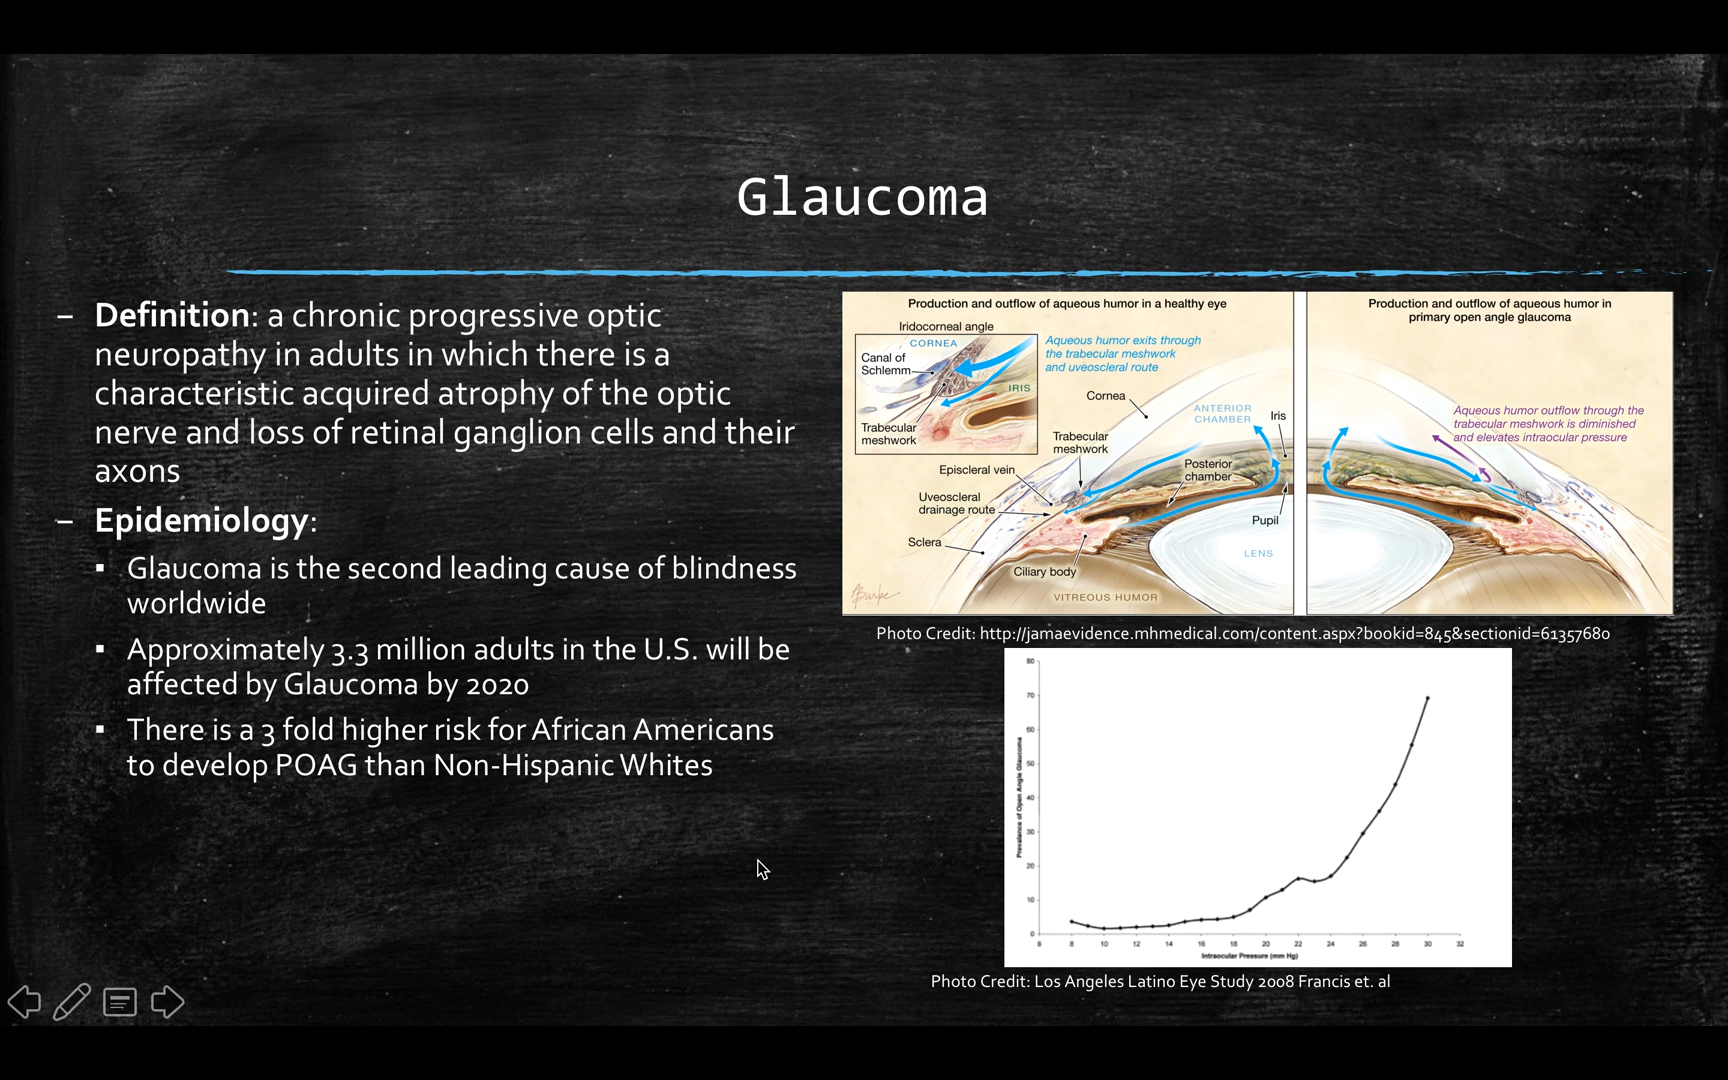 Glaucoma
– Definition: a chronic progressive optic
neuropathy in adults in which there is a
characteristic acquired atrophy of the optic
nerve and loss of retinal ganglion cells and their
axons
– Epidemiology:
▪ Glaucoma is the second leading cause of blindness
worldwide
▪ Approximately 3.3 million adults in the U.S. will be
affected by Glaucoma by 2020
▪ There is a 3 fold higher risk for African Americans
to develop POAG than Non-Hispanic Whites
Production and outflow of aqueous humor in a healthy eye
Iridocorneal angle
CORNEA
Canal of
Schlemm
IRIS
Trabecular
meshwork
Aqueous humor exits through
the trabecular meshwork
and uveoscleral route
Cornea
ANTERIOR
CHAMBER
Iris
Trabecular
meshwork
Posterior
chamber
Episcleral vein
Uveoscleral
drainage route
Pupil
Sclera
LENS
Ciliary body
VITREOUS HUMOR
Burke
Production and outflow of aqueous humor in
primary open angle glaucoma
Aqueous humor outflow through the
trabecular meshwork is diminished
and elevates intraocular pressure
Photo Credit: http://jamaevidence.mhmedical.com/content.aspx?bookid=845&sectionid=61357680
Prevalence of Open Angle Glaucoma
80
70
60
50
40
30
20
10
0
6 8 10 12 14 16 18 20 22 24 26 28 30 32
Intraocular Pressure (mm Hg)
Photo Credit: Los Angeles Latino Eye Study 2008 Francis et. al